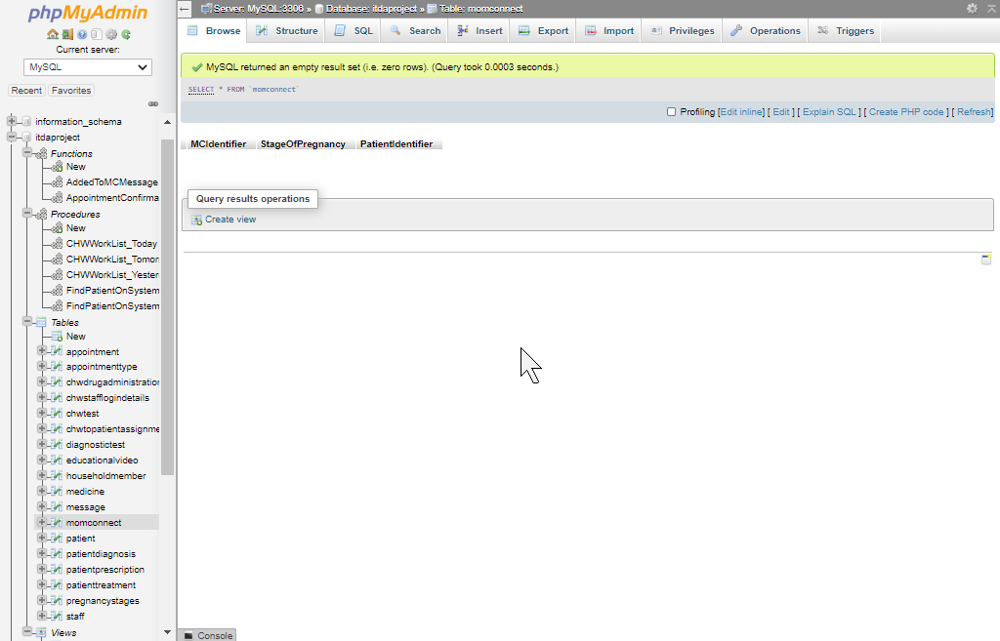 phpMyAdmin
Current server:
MySQL
Recent Favorites
information_schema
itdaproject
Functions
New
AddedToMCMessage
AppointmentConfirma
Procedures
New
CHWWorkList_Today
CHWWorkList_Tomor
CHWWorkList_Yester
FindPatientOnSystem
FindPatientOnSystem
Tables
New
appointment
appointmenttype
chwdrugadministration
chwstafflogindetails
chwtest
chwtopatientassignme
diagnostictest
educationalvideo
householdmember
medicine
message
momconnect
patient
patientdiagnosis
patientprescription
patienttreatment
pregnancystages
staff
Views
Server: MySQL:3306 » Database: itdaproject » Table: momconnect
Browse Structure SQL Search Insert Export Import Privileges Operations Triggers
MySQL returned an empty result set (i.e. zero rows). (Query took 0.0003 seconds.)
SELECT * FROM `momconnect`
Profiling [Edit inline] [ Edit ] [ Explain SQL ] [ Create PHP code ] [ Refresh]
MCIdentifier StageOfPregnancy PatientIdentifier
Query results operations
Create view
Console